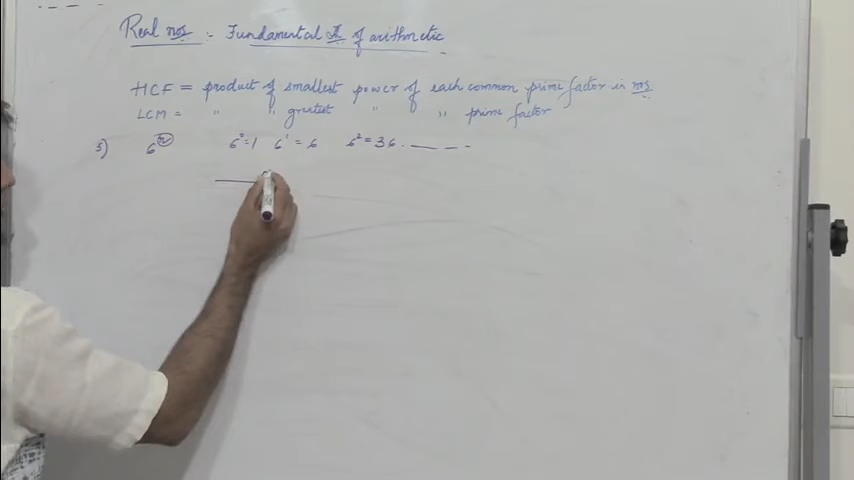 Real nos :- Fundamental Th of arithmetic
HCF = product of smallest power of each common prime factor in nos
LCM = " " greatest " " prime factor
5) 6ⁿ 6⁰ = 1 6¹ = 6 6² = 36 . — — -